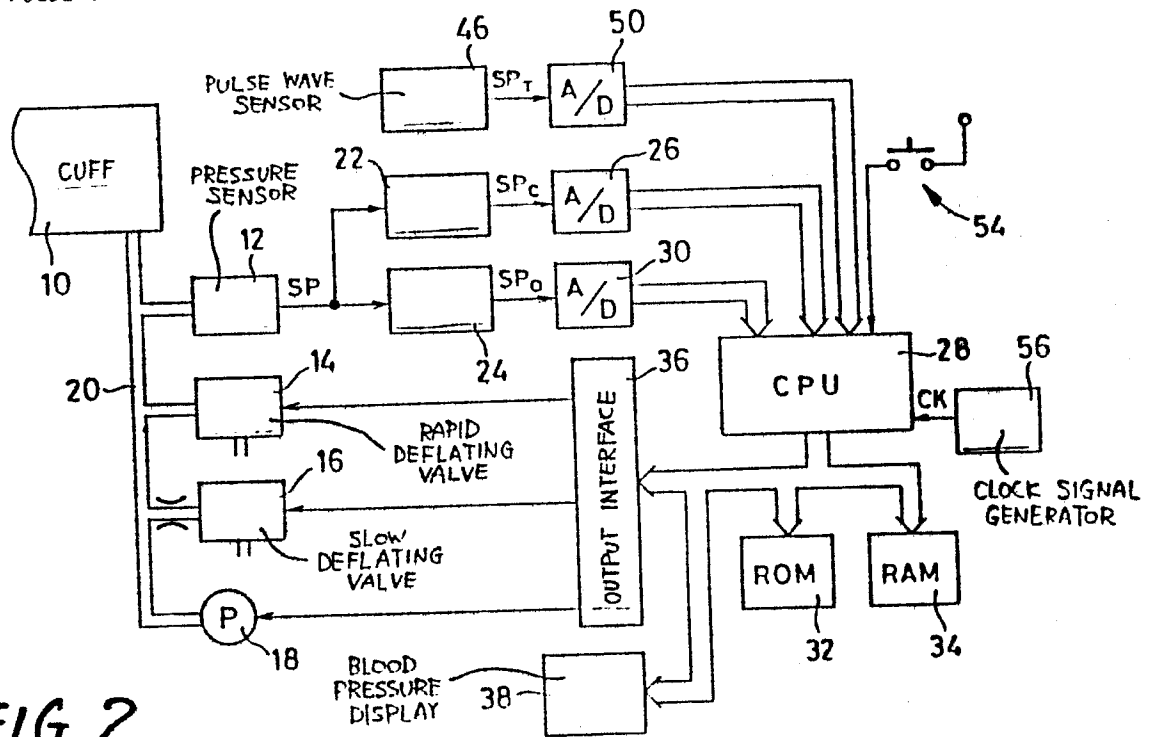 46
50
PULSE WAVE
SENSOR
SPT
A/D
CUFF
22
26
PRESSURE
SENSOR
SPC
A/D
54
10
12
SP
SPO
30
A/D
24
36
28
56
20
14
CPU
CK
RAPID
DEFLATING
VALVE
OUTPUT INTERFACE
16
CLOCK SIGNAL
GENERATOR
SLOW
DEFLATING
VALVE
ROM
RAM
P
18
32
34
BLOOD
PRESSURE
DISPLAY
38
FIG 2